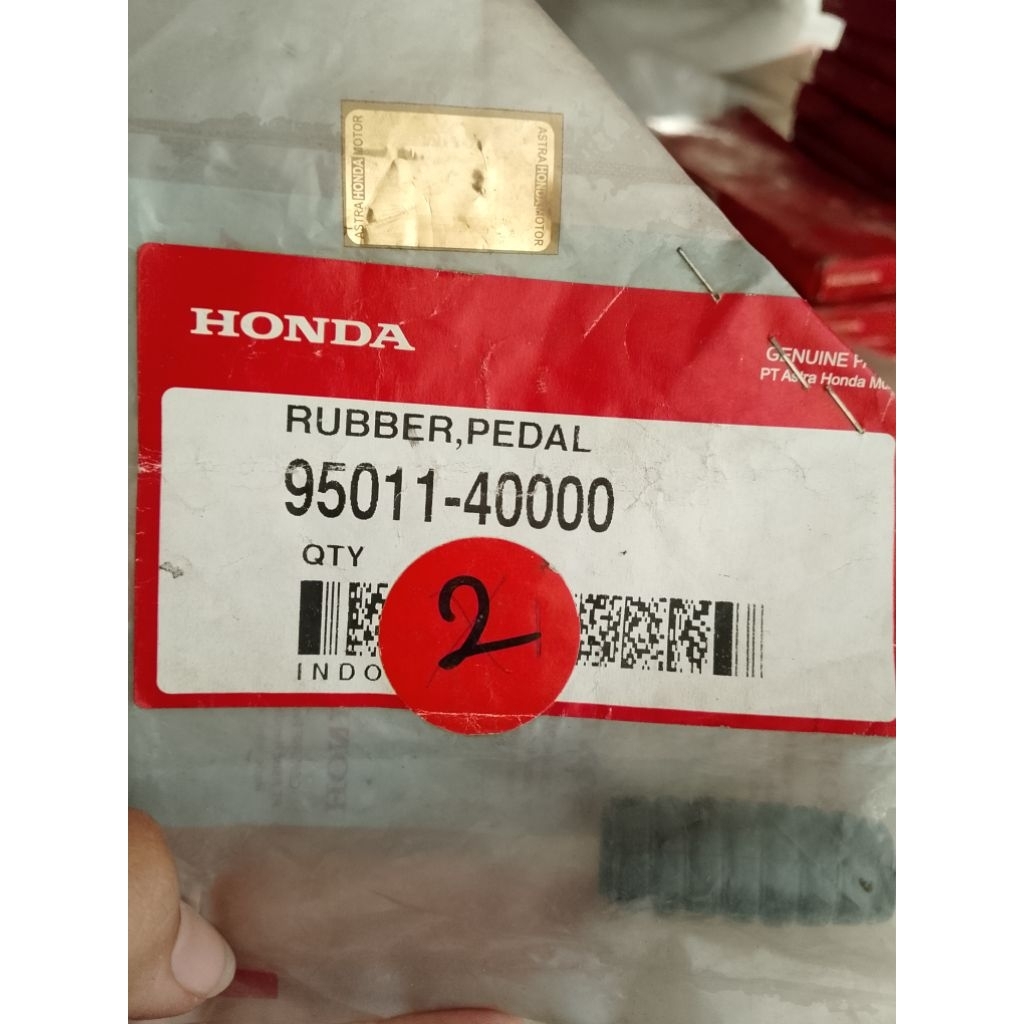 ASTRA HONDA MOTOR
ASTRA HONDA MOTOR
HONDA
GENUINE
PT Astra Honda
RUBBER,PEDAL
95011-40000
QTY
2
INDO